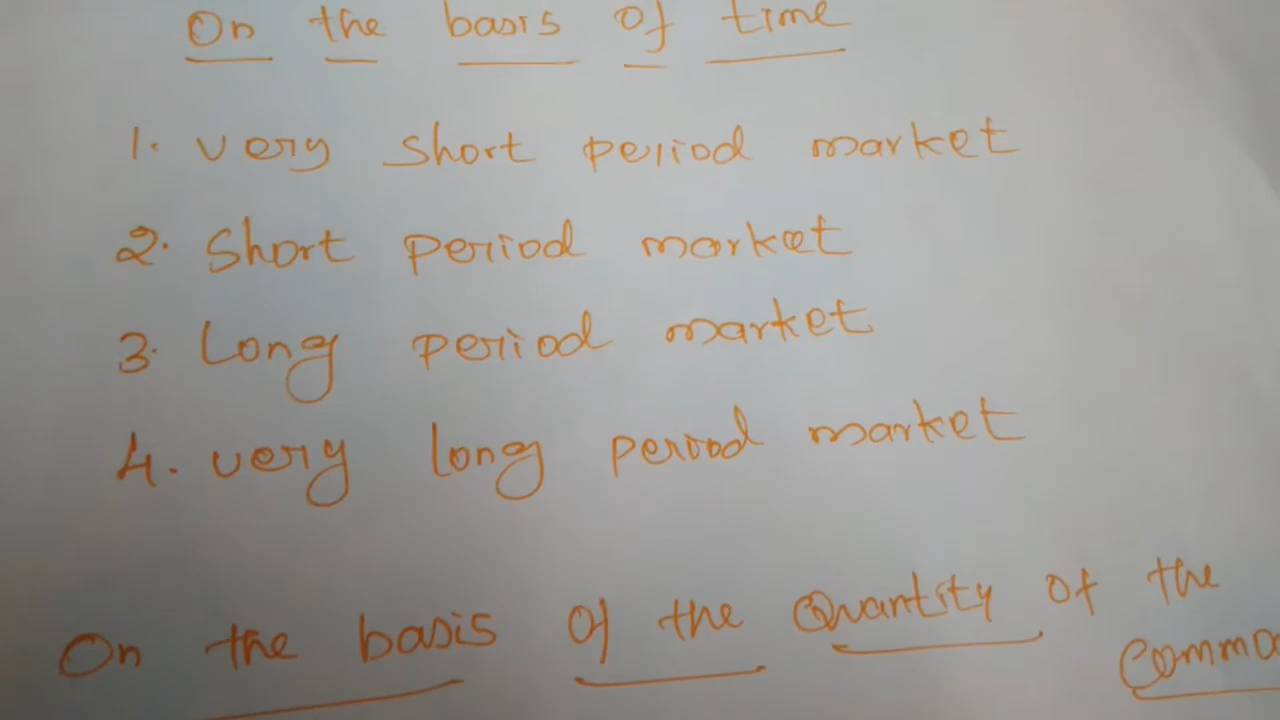 On the basis of time
1. very short period market
2. Short period market
3. Long period market
4. very long period market
On the basis of the Quantity of the